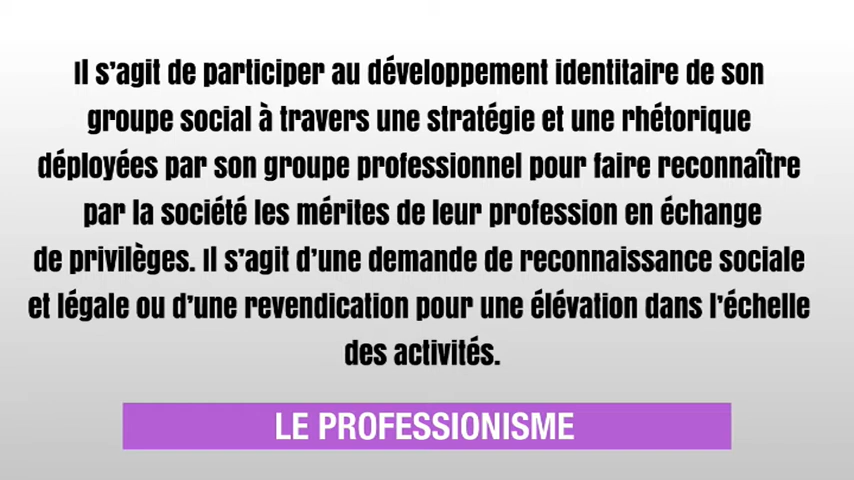 Il s'agit de participer au développement identitaire de son
groupe social à travers une stratégie et une rhétorique
déployées par son groupe professionnel pour faire reconnaître
par la société les mérites de leur profession en échange
de privilèges. Il s'agit d'une demande de reconnaissance sociale
et légale ou d'une revendication pour une élévation dans l'échelle
des activités.
LE PROFESSIONISME